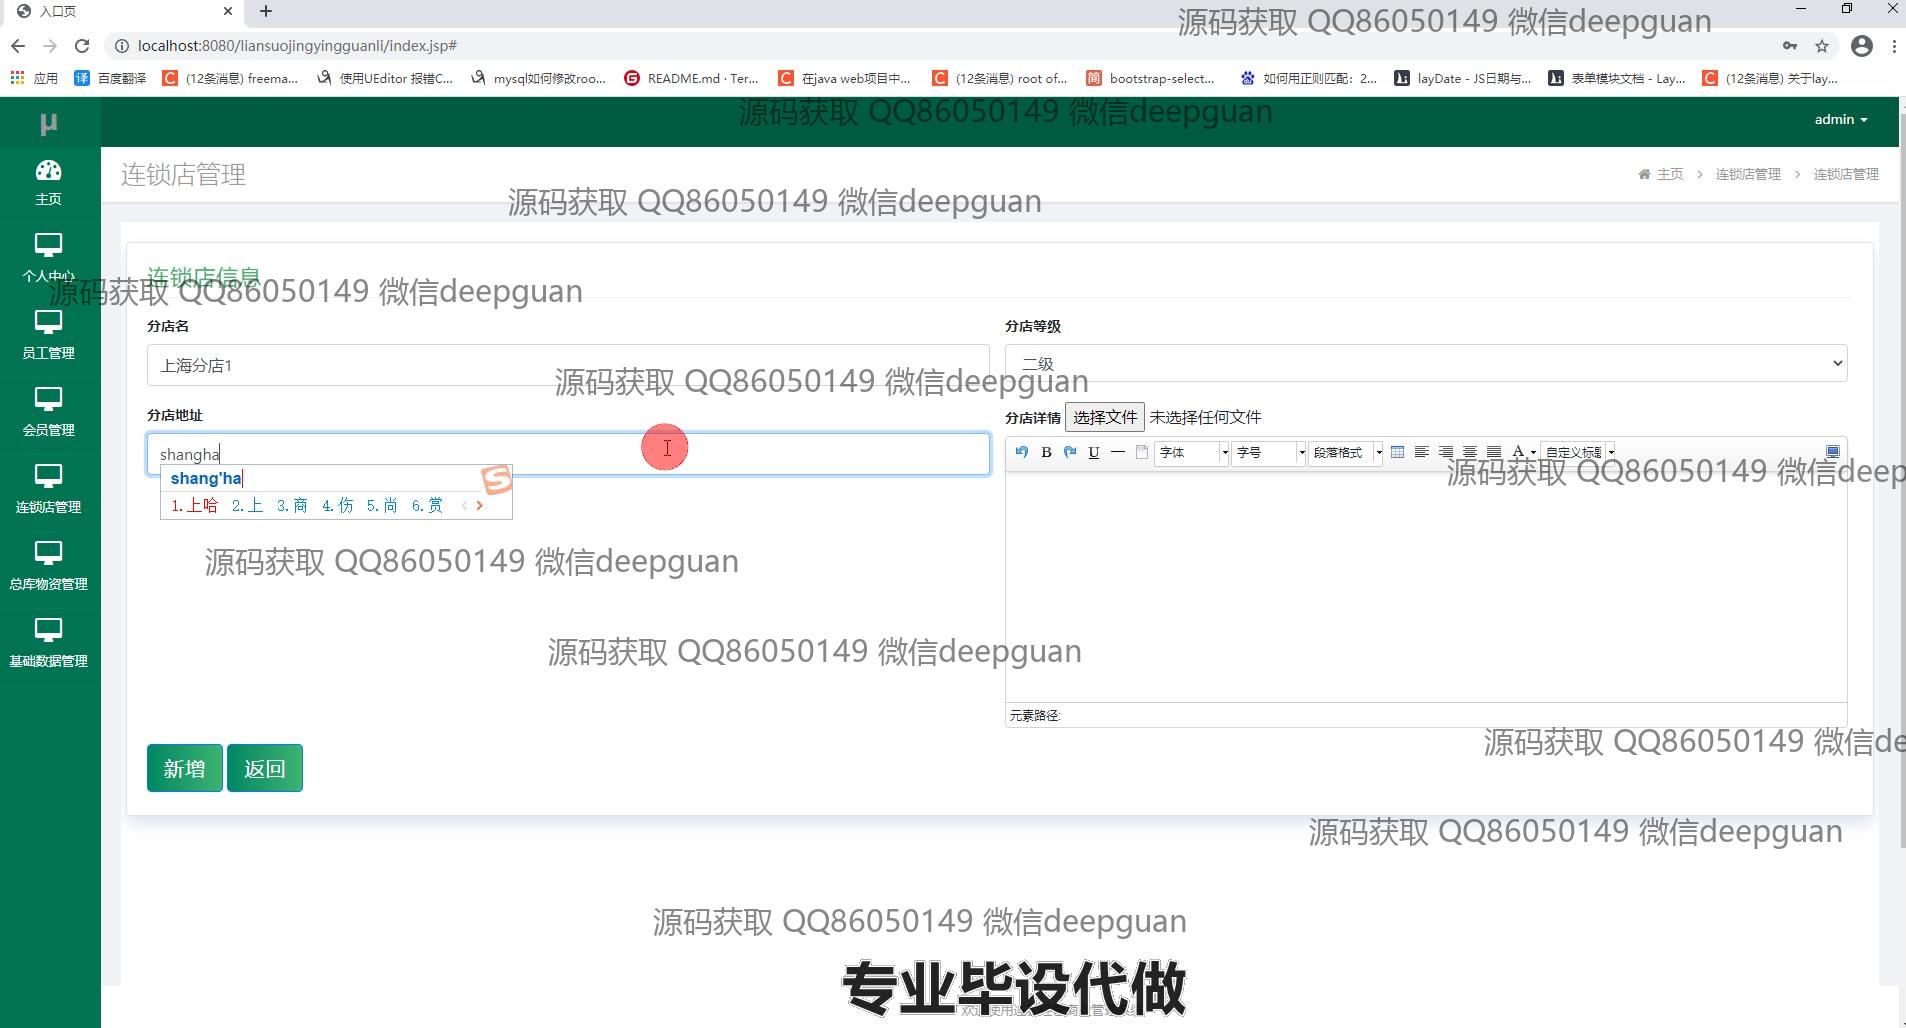 入口页
源码获取 QQ86050149 微信deepguan
localhost:8080/liansuojingyingguanli/index.jsp#
应用 百度翻译 (12条消息) freema... 使用UEditor 报错C... mysql如何修改roo... README.md · Ter... 在java web项目中... (12条消息) root of... bootstrap-select... 如何用正则匹配：2... layDate - JS日期与... 表单模块文档 - Lay... (12条消息) 关于lay...
源码获取 QQ86050149 微信deepguan
μ
admin
连锁店管理
主页 > 连锁店管理 > 连锁店管理
源码获取 QQ86050149 微信deepguan
主页
个人中心
员工管理
会员管理
连锁店管理
总库物资管理
基础数据管理
连锁店信息
源码获取 QQ86050149 微信deepguan
分店名
上海分店1
分店等级
二级
源码获取 QQ86050149 微信deepguan
分店地址
shangha
shang'ha
1.上哈 2.上 3.商 4.伤 5.尚 6.赏
分店详情 选择文件 未选择任何文件
B U 字体 字号 段落格式 A 自定义标题
源码获取 QQ86050149 微信deep
源码获取 QQ86050149 微信deepguan
源码获取 QQ86050149 微信deepguan
元素路径:
源码获取 QQ86050149 微信de
新增 返回
源码获取 QQ86050149 微信deepguan
源码获取 QQ86050149 微信deepguan
专业毕设代做